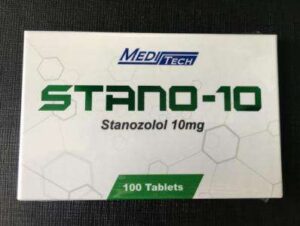 MEDITECH
STANO-10
Stanozolol 10mg
100 Tablets